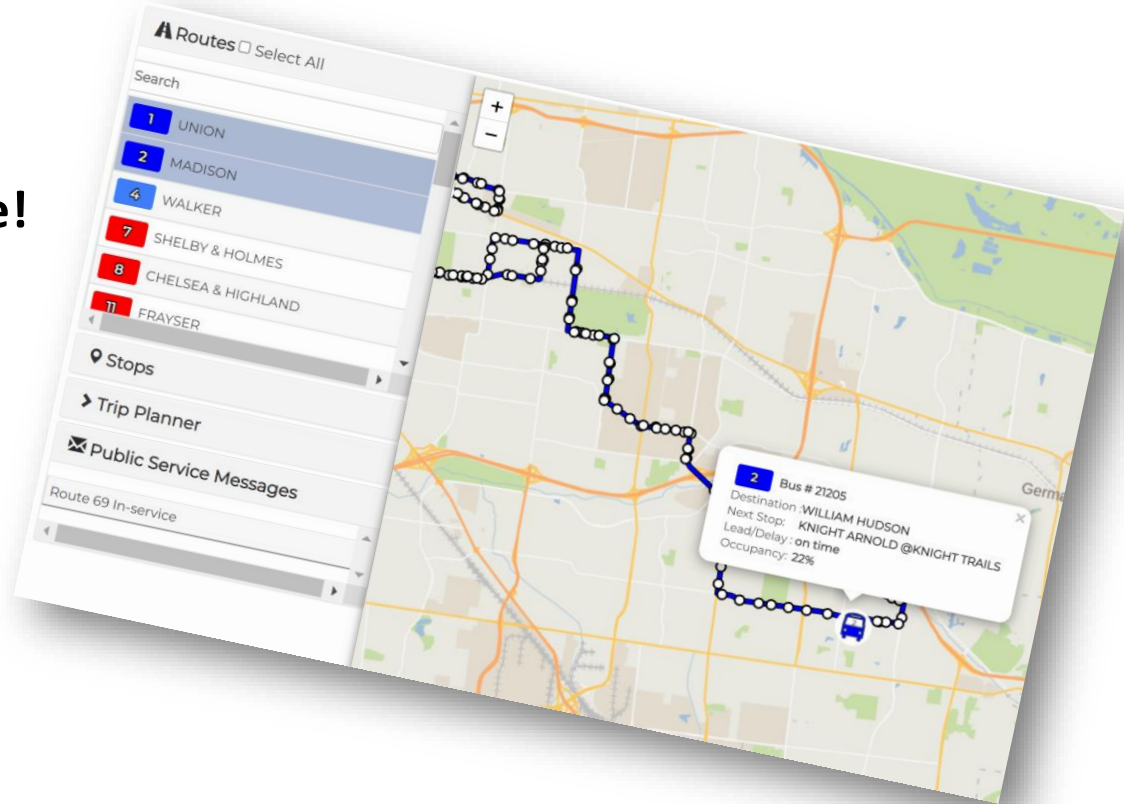 e!
Routes Select All
Search
1 UNION
2 MADISON
4 WALKER
7 SHELBY & HOLMES
8 CHELSEA & HIGHLAND
11 FRAYSER
Stops
Trip Planner
Public Service Messages
Route 69 In-service
+
−
2 Bus # 21205
×
Destination :WILLIAM HUDSON
Next Stop: KNIGHT ARNOLD @KNIGHT TRAILS
Lead/Delay : on time
Occupancy: 22%
Germa